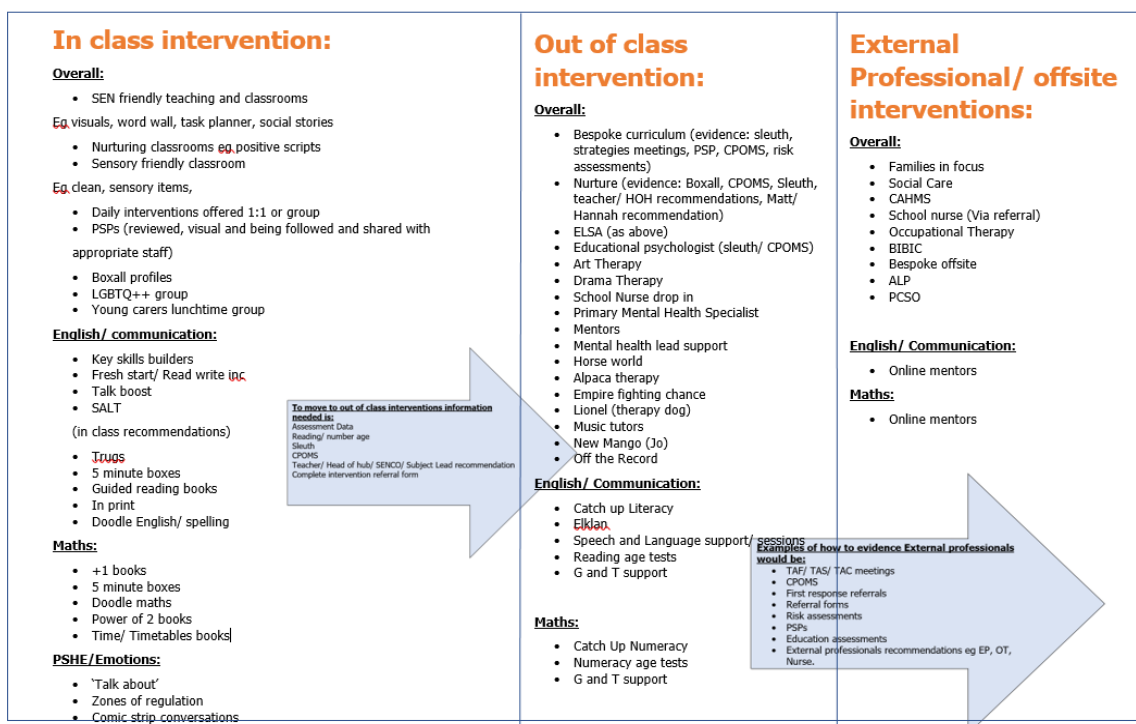 In class intervention:
Overall:
SEN friendly teaching and classrooms
Eg visuals, word wall, task planner, social stories
Nurturing classrooms eg positive scripts
Sensory friendly classroom
Eg clean, sensory items,
Daily interventions offered 1:1 or group
PSPs (reviewed, visual and being followed and shared with
appropriate staff)
Boxall profiles
LGBTQ++ group
Young carers lunchtime group
English/ communication:
Key skills builders
Fresh start/ Read write inc
Talk boost
SALT
(in class recommendations)
Trugs
5 minute boxes
Guided reading books
In print
Doodle English/ spelling
Maths:
+1 books
5 minute boxes
Doodle maths
Power of 2 books
Time/ Timetables books
PSHE/Emotions:
'Talk about'
Zones of regulation
Comic strip conversations
To move to out of class interventions information
needed is:
Assessment Data
Reading/ number age
Sleuth
CPOMS
Teacher/ Head of hub/ SENCO/ Subject Lead recommendation
Complete intervention referral form
Out of class
intervention:
Overall:
Bespoke curriculum (evidence: sleuth,
strategies meetings, PSP, CPOMS, risk
assessments)
Nurture (evidence: Boxall, CPOMS, Sleuth,
teacher/ HOH recommendations, Matt/
Hannah recommendation)
ELSA (as above)
Educational psychologist (sleuth/ CPOMS)
Art Therapy
Drama Therapy
School Nurse drop in
Primary Mental Health Specialist
Mentors
Mental health lead support
Horse world
Alpaca therapy
Empire fighting chance
Lionel (therapy dog)
Music tutors
New Mango (Jo)
Off the Record
English/ Communication:
Catch up Literacy
Elklan
Speech and Language support/ sessions
Reading age tests
G and T support
Maths:
Catch Up Numeracy
Numeracy age tests
G and T support
External
Professional/ offsite
interventions:
Overall:
Families in focus
Social Care
CAHMS
School nurse (Via referral)
Occupational Therapy
BIBIC
Bespoke offsite
ALP
PCSO
English/ Communication:
Online mentors
Maths:
Online mentors
Examples of how to evidence External professionals
would be:
TAF/ TAS/ TAC meetings
CPOMS
First response referrals
Referral forms
Risk assessments
PSPs
Education assessments
External professionals recommendations eg EP, OT,
Nurse.